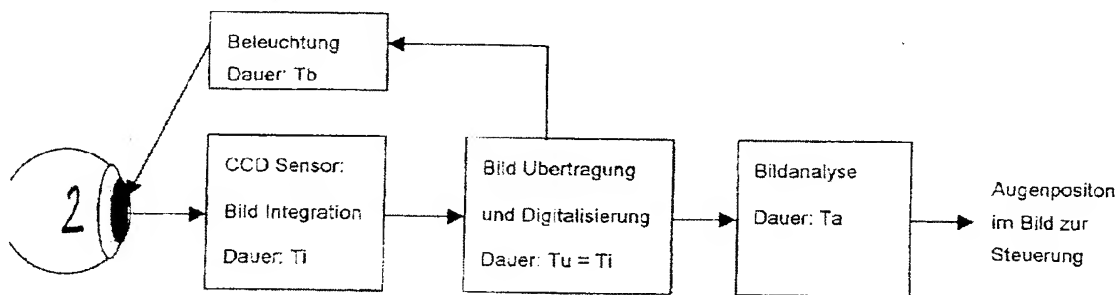 Beleuchtung
Dauer: Tb
2
CCD Sensor:
Bild Integration
Dauer: Ti
Bild Ubertragung
und Digitalisierung
Dauer: Tu = Ti
Bildanalyse
Dauer: Ta
Augenpositon
im Bild zur
Steuerung